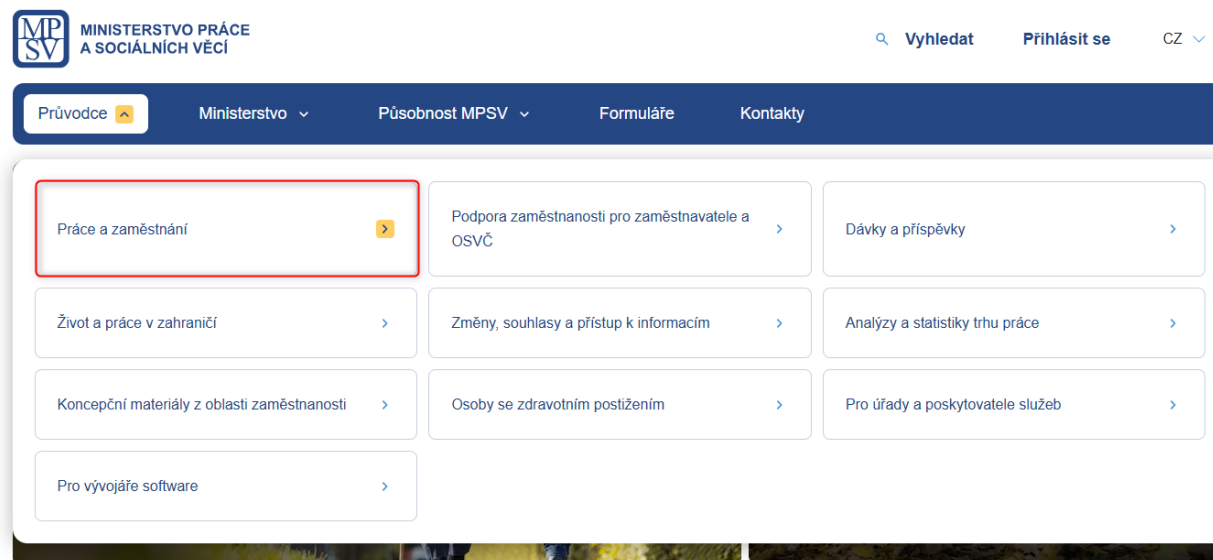 MPSV
MINISTERSTVO PRÁCE
A SOCIÁLNÍCH VĚCÍ
Vyhledat
Přihlásit se
CZ
Průvodce
Ministerstvo
Působnost MPSV
Formuláře
Kontakty
Práce a zaměstnání
Podpora zaměstnanosti pro zaměstnavatele a
OSVČ
Dávky a příspěvky
Život a práce v zahraničí
Změny, souhlasy a přístup k informacím
Analýzy a statistiky trhu práce
Koncepční materiály z oblasti zaměstnanosti
Osoby se zdravotním postižením
Pro úřady a poskytovatele služeb
Pro vývojáře software